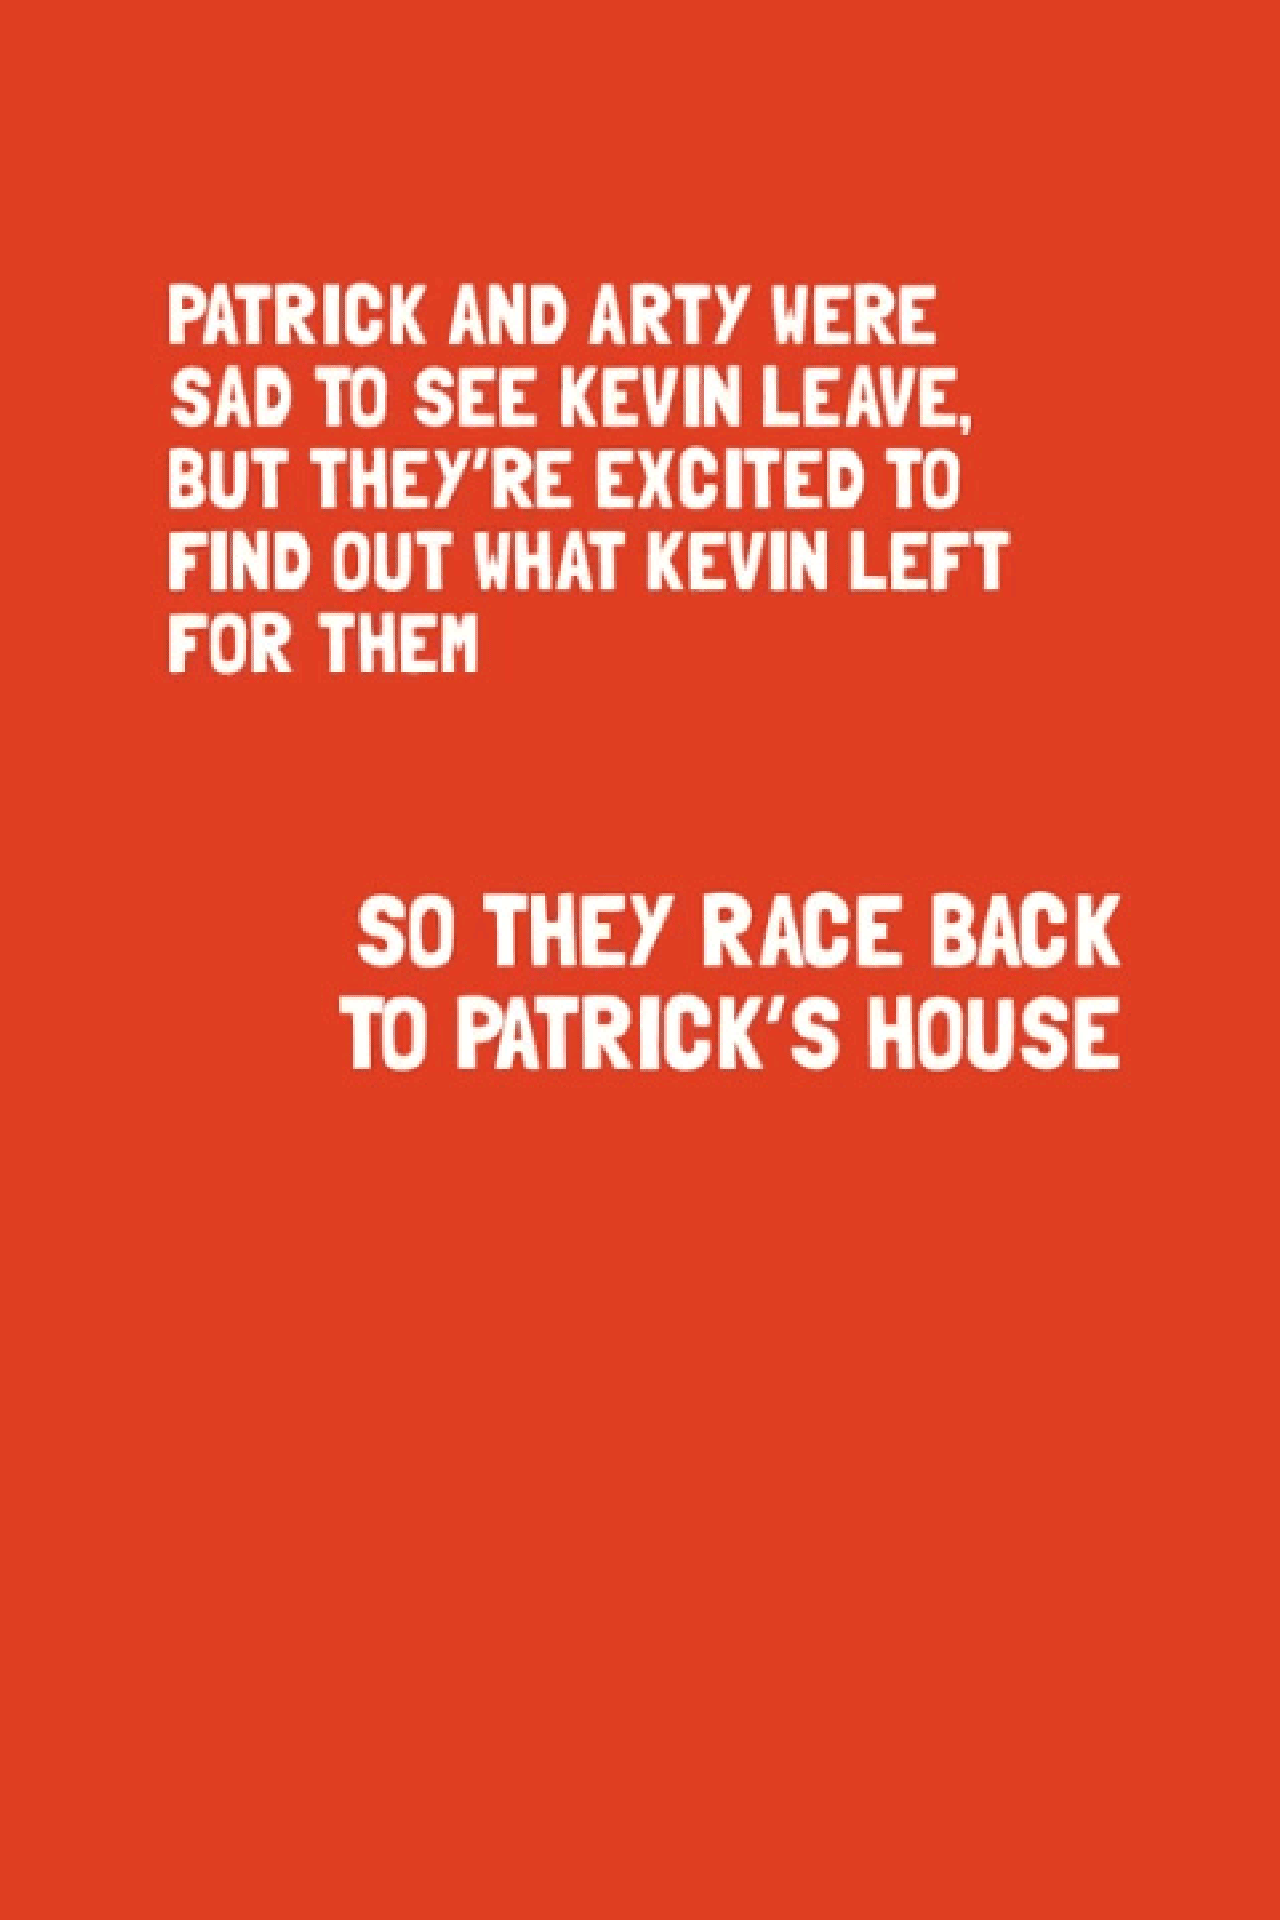 PATRICK AND ARTY WERE
SAD TO SEE KEVIN LEAVE,
BUT THEY'RE EXCITED TO
FIND OUT WHAT KEVIN LEFT
FOR THEM
SO THEY RACE BACK
TO PATRICK'S HOUSE